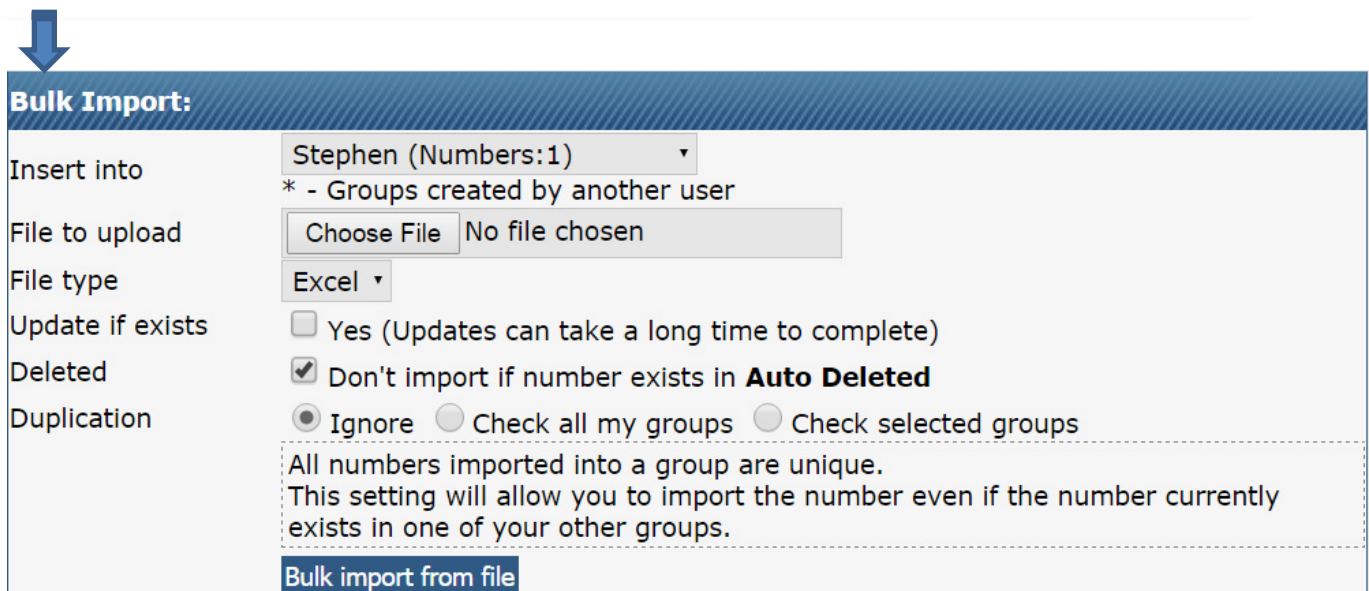 Bulk Import:
Insert into
Stephen (Numbers:1)
* - Groups created by another user
File to upload
Choose File No file chosen
File type
Excel
Update if exists
Yes (Updates can take a long time to complete)
Deleted
Don't import if number exists in Auto Deleted
Duplication
Ignore Check all my groups Check selected groups
All numbers imported into a group are unique.
This setting will allow you to import the number even if the number currently
exists in one of your other groups.
Bulk import from file